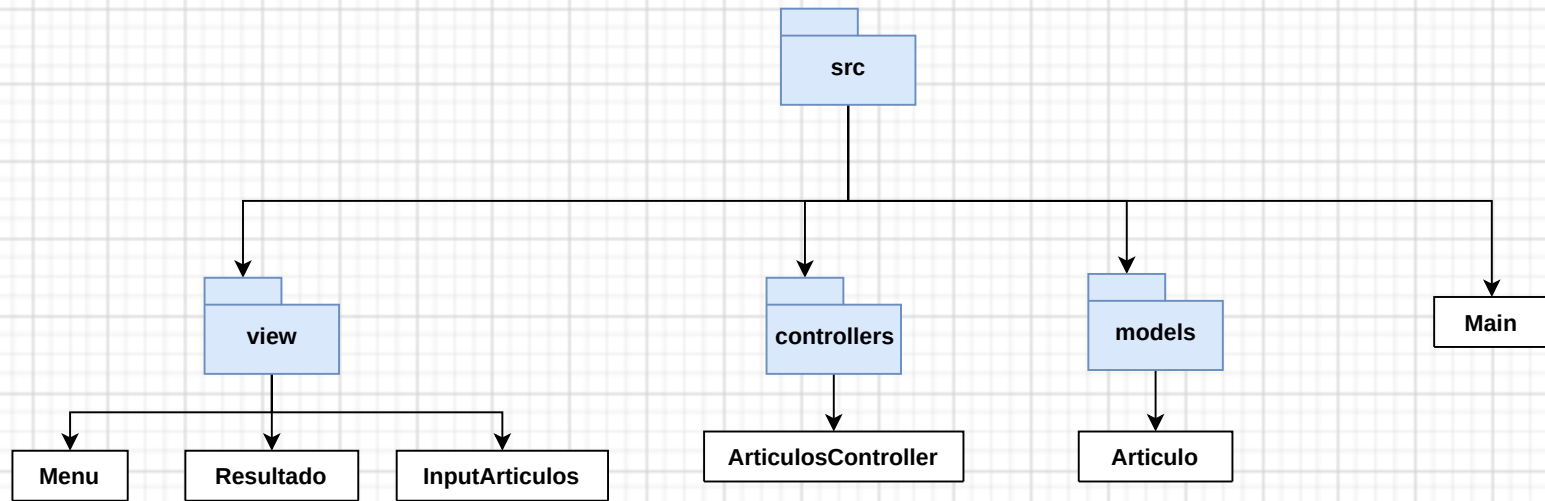 src
view
controllers
models
Main
Menu
Resultado
InputArticulos
ArticulosController
Articulo